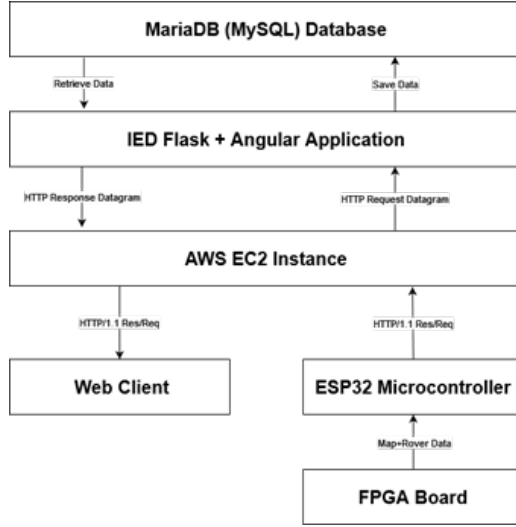 MariaDB (MySQL) Database
Retrieve Data
Save Data
IED Flask + Angular Application
HTTP Response Datagram
HTTP Request Datagram
AWS EC2 Instance
HTTP/1.1 Res/Req
HTTP/1.1 Res/Req
Web Client
ESP32 Microcontroller
Map+Rover Data
FPGA Board